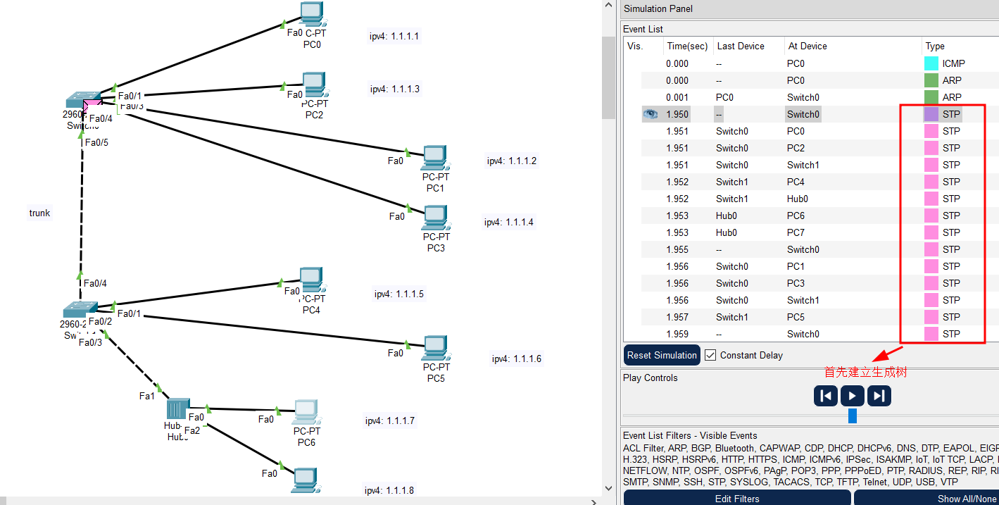 Fa0
C-PT
PC0
ipv4: 1.1.1.1
Fa0/1
Fa0/3
Fa0/4
Fa0/5
2960-
Fa0
PC-PT
PC2
ipv4: 1.1.1.3
Fa0
PC-PT
PC1
ipv4: 1.1.1.2
trunk
Fa0
PC-PT
PC3
ipv4: 1.1.1.4
Fa0/4
Fa0
PC-PT
PC4
ipv4: 1.1.1.5
Fa0/1
Fa0/2
Fa0/3
2960-2
Fa0
PC-PT
PC5
ipv4: 1.1.1.6
Fa1
Fa0
Fa2
Hub-
Fa0
PC-PT
PC6
ipv4: 1.1.1.7
Fa0
ipv4: 1.1.1.8
Simulation Panel
Event List
Vis. Time(sec) Last Device At Device Type
0.000 -- PC0 ICMP
0.000 -- PC0 ARP
0.001 PC0 Switch0 ARP
1.950 -- Switch0 STP
1.951 Switch0 PC0 STP
1.951 Switch0 PC2 STP
1.951 Switch0 Switch1 STP
1.952 Switch1 PC4 STP
1.952 Switch1 Hub0 STP
1.953 Hub0 PC6 STP
1.953 Hub0 PC7 STP
1.955 -- Switch0 STP
1.956 Switch0 PC1 STP
1.956 Switch0 PC3 STP
1.956 Switch0 Switch1 STP
1.957 Switch1 PC5 STP
1.959 -- Switch0 STP
Reset Simulation Constant Delay
首先建立生成树
Play Controls
Event List Filters - Visible Events
ACL Filter, ARP, BGP, Bluetooth, CAPWAP, CDP, DHCP, DHCPv6, DNS, DTP, EAPOL, EIGF
H.323, HSRP, HSRPv6, HTTP, HTTPS, ICMP, ICMPv6, IPSec, ISAKMP, IoT, IoT TCP, LACP,
NETFLOW, NTP, OSPF, OSPFv6, PAgP, POP3, PPP, PPPoED, PTP, RADIUS, REP, RIP, RI
SMTP, SNMP, SSH, STP, SYSLOG, TACACS, TCP, TFTP, Telnet, UDP, USB, VTP
Edit Filters Show All/None